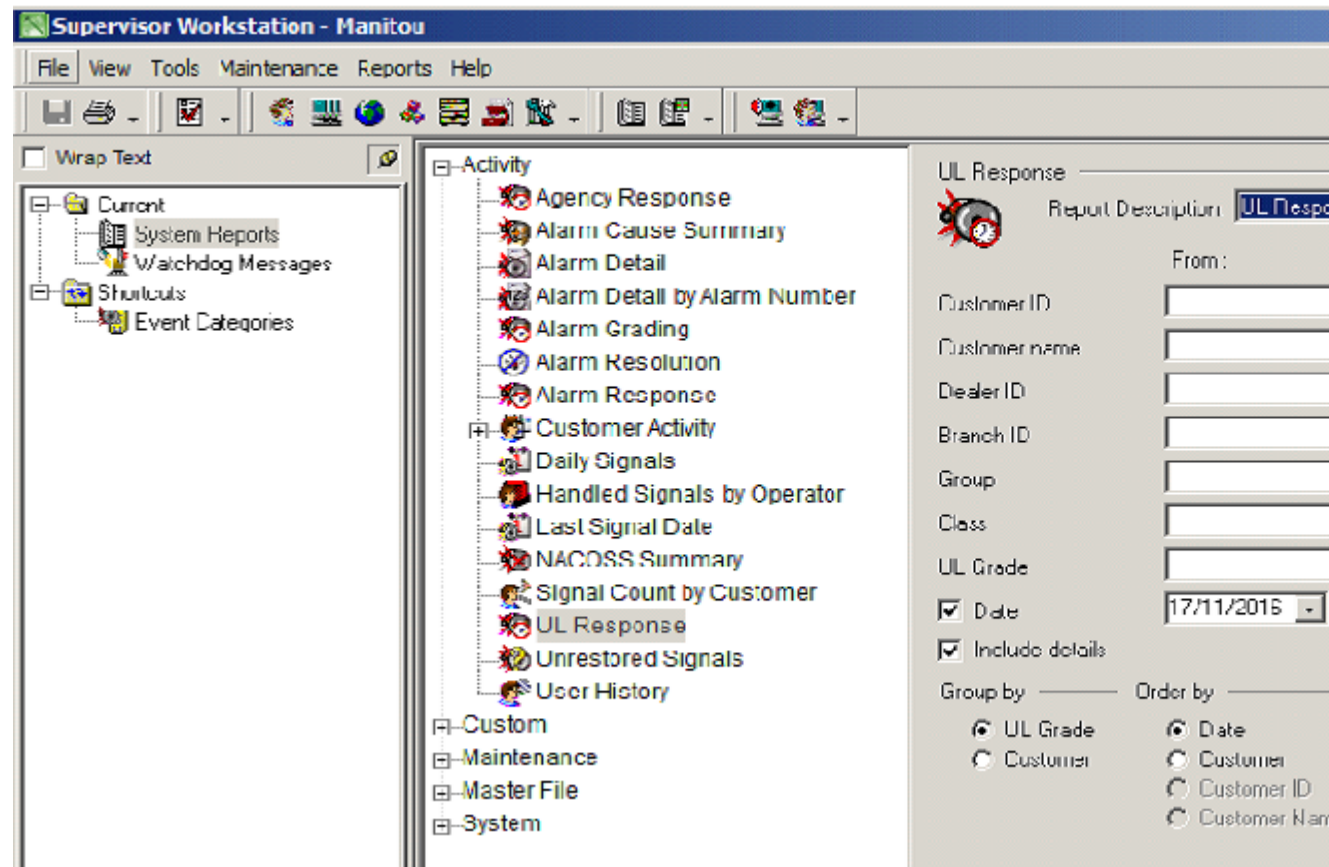 Supervisor Workstation - Manitou
File View Tools Maintenance Reports Help
Wrap Text
Current
System Reports
Watchdog Messages
Shortcuts
Event Categories
Activity
Agency Response
Alarm Cause Summary
Alarm Detail
Alarm Detail by Alarm Number
Alarm Grading
Alarm Resolution
Alarm Response
Customer Activity
Daily Signals
Handled Signals by Operator
Last Signal Date
NACOSS Summary
Signal Count by Customer
UL Response
Unrestored Signals
User History
Custom
Maintenance
Master File
System
UL Response
Report Description UL Respo
From:
Customer ID
Customer name
Dealer ID
Branch ID
Group
Class
UL Grade
Date 17/11/2016
Include details
Group by Order by
UL Grade Date
Customer Customer
Customer ID
Customer Nam